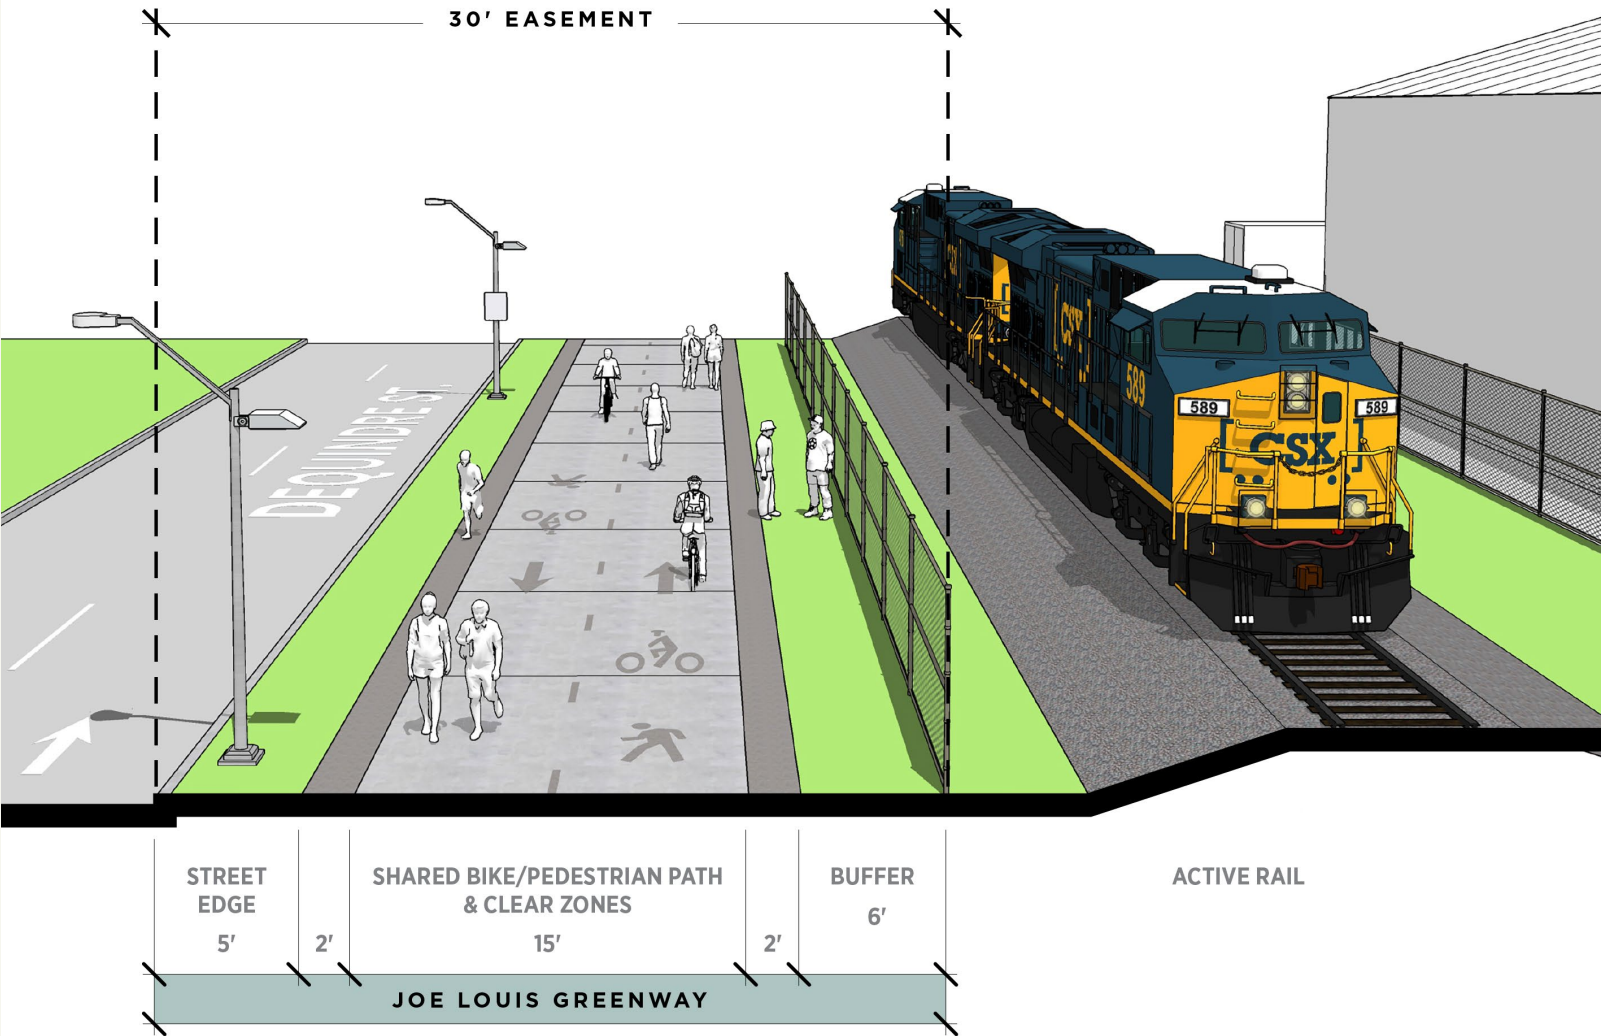 30' EASEMENT
DEQUINDRE ST.
CSX
589
589
589
CSX
STREET
EDGE
5'
2'
SHARED BIKE/PEDESTRIAN PATH
& CLEAR ZONES
15'
2'
BUFFER
6'
ACTIVE RAIL
JOE LOUIS GREENWAY